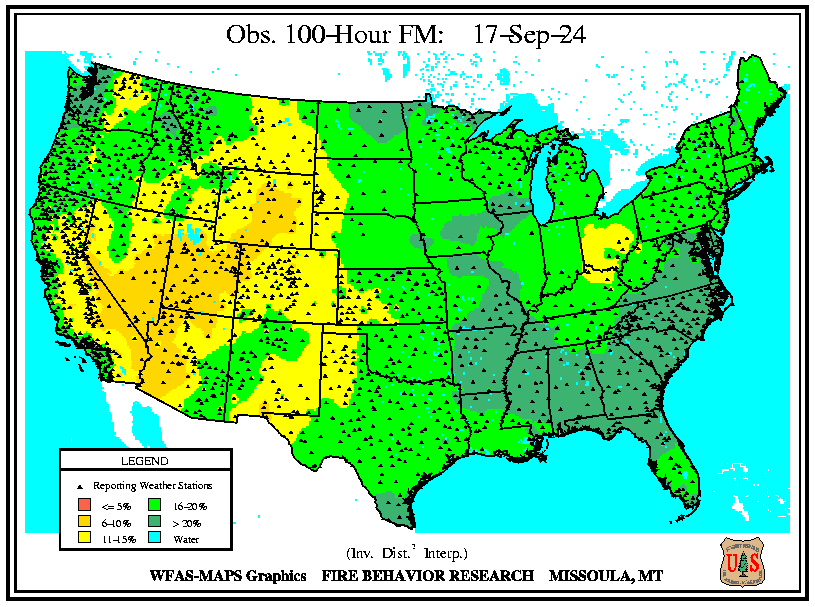 Obs. 100-Hour FM: 17-Sep-24
LEGEND
Reporting Weather Stations
<= 5% 16-20%
6-10% > 20%
11-15% Water
(Inv. Dist.² Interp.)
WFAS-MAPS Graphics FIRE BEHAVIOR RESEARCH MISSOULA, MT
U S